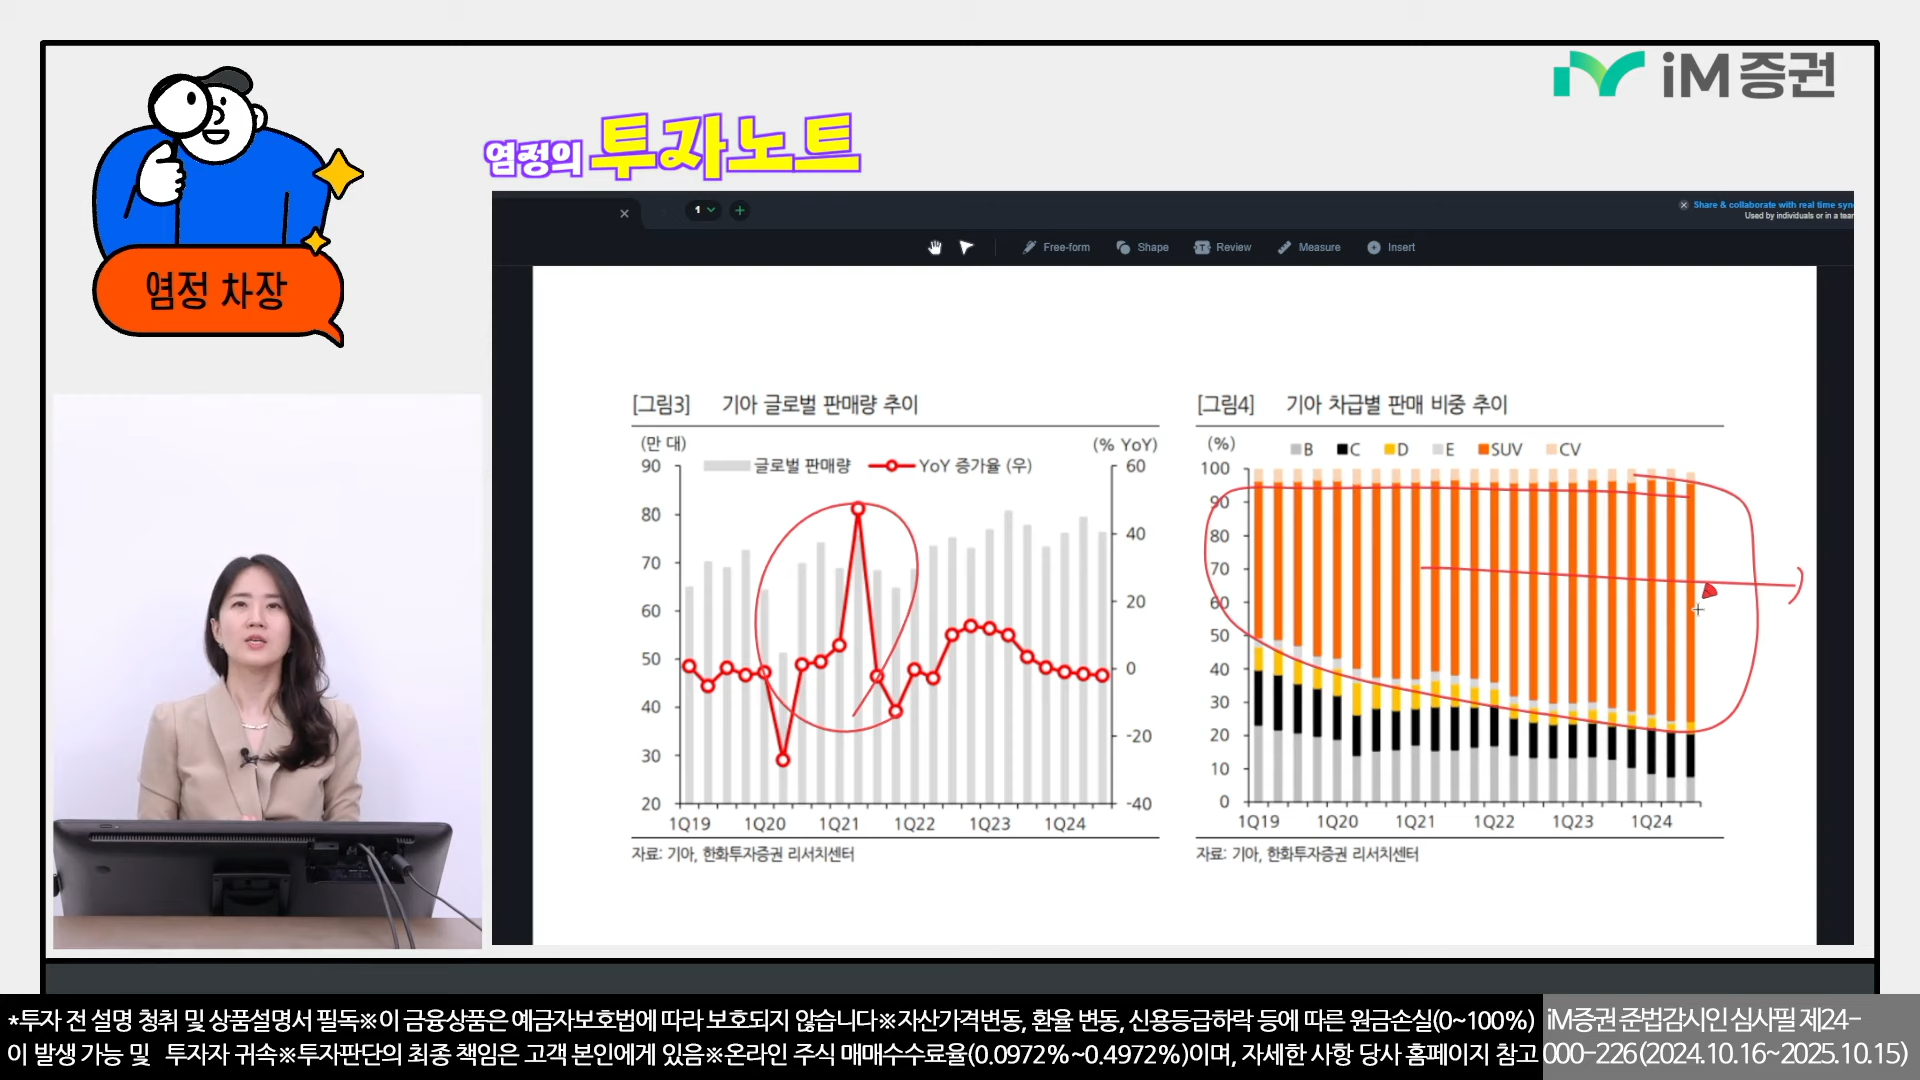 iM증권
염정의 투자노트
염정 차장
1
Share & collaborate with real time syn
Used by individuals or in a tear
Free-form Shape Review Measure Insert
[그림3] 기아 글로벌 판매량 추이
(만 대) (% YoY)
글로벌 판매량 YoY 증가율 (우)
90 60
80
40
70
20
60
50 0
40
-20
30
20 -40
1Q19 1Q20 1Q21 1Q22 1Q23 1Q24
자료: 기아, 한화투자증권 리서치센터
[그림4] 기아 차급별 판매 비중 추이
(%)
B C D E SUV CV
100
90
80
70
60
50
40
30
20
10
0
1Q19 1Q20 1Q21 1Q22 1Q23 1Q24
자료: 기아, 한화투자증권 리서치센터
*투자 전 설명 청취 및 상품설명서 필독※이 금융상품은 예금자보호법에 따라 보호되지 않습니다※자산가격변동, 환율 변동, 신용등급하락 등에 따른 원금손실(0~100%)
이 발생 가능 및 투자자 귀속※투자판단의 최종 책임은 고객 본인에게 있음※온라인 주식 매매수수료율(0.0972%~0.4972%)이며, 자세한 사항 당사 홈페이지 참고
iM증권 준법감시인 심사필 제24-
000-226(2024.10.16~2025.10.15)